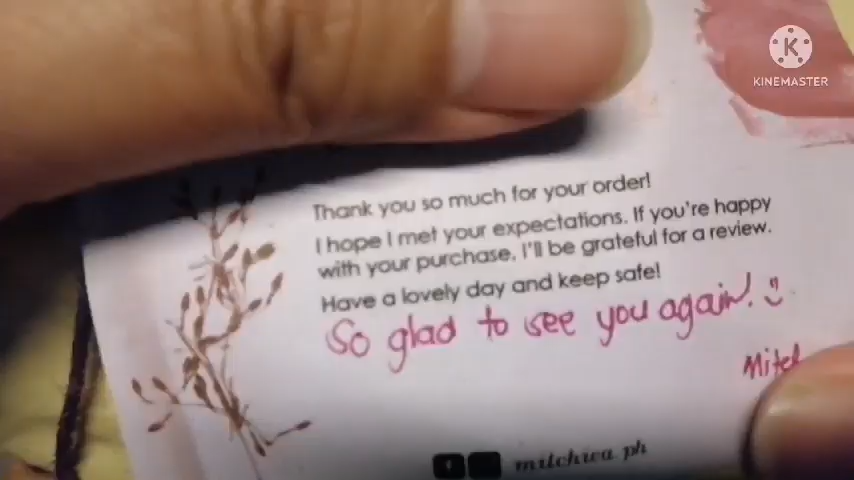 KINEMASTER
Thank you so much for your order!
I hope I met your expectations. If you're happy
with your purchase, I'll be grateful for a review.
Have a lovely day and keep safe!
So glad to see you again! :)
ph